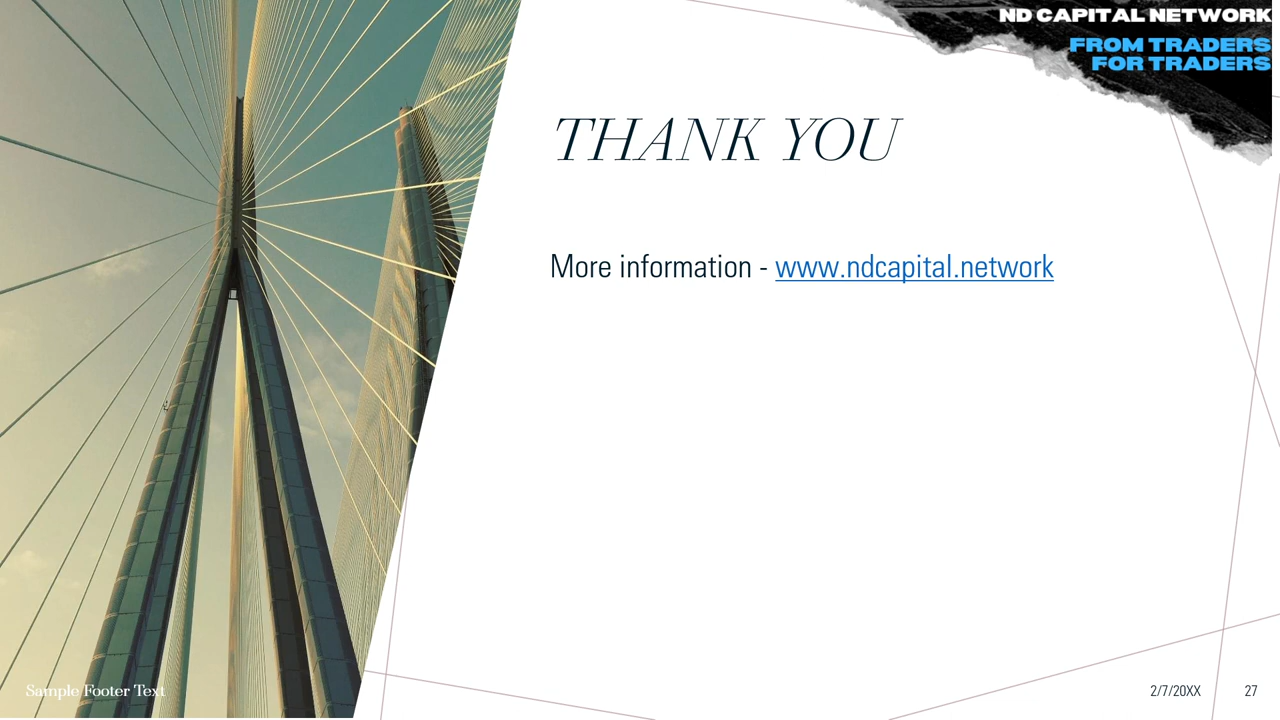 ND CAPITAL NETWORK
FROM TRADERS
FOR TRADERS
THANK YOU
More information - www.ndcapital.network
Sample Footer Text
2/7/20XX
27